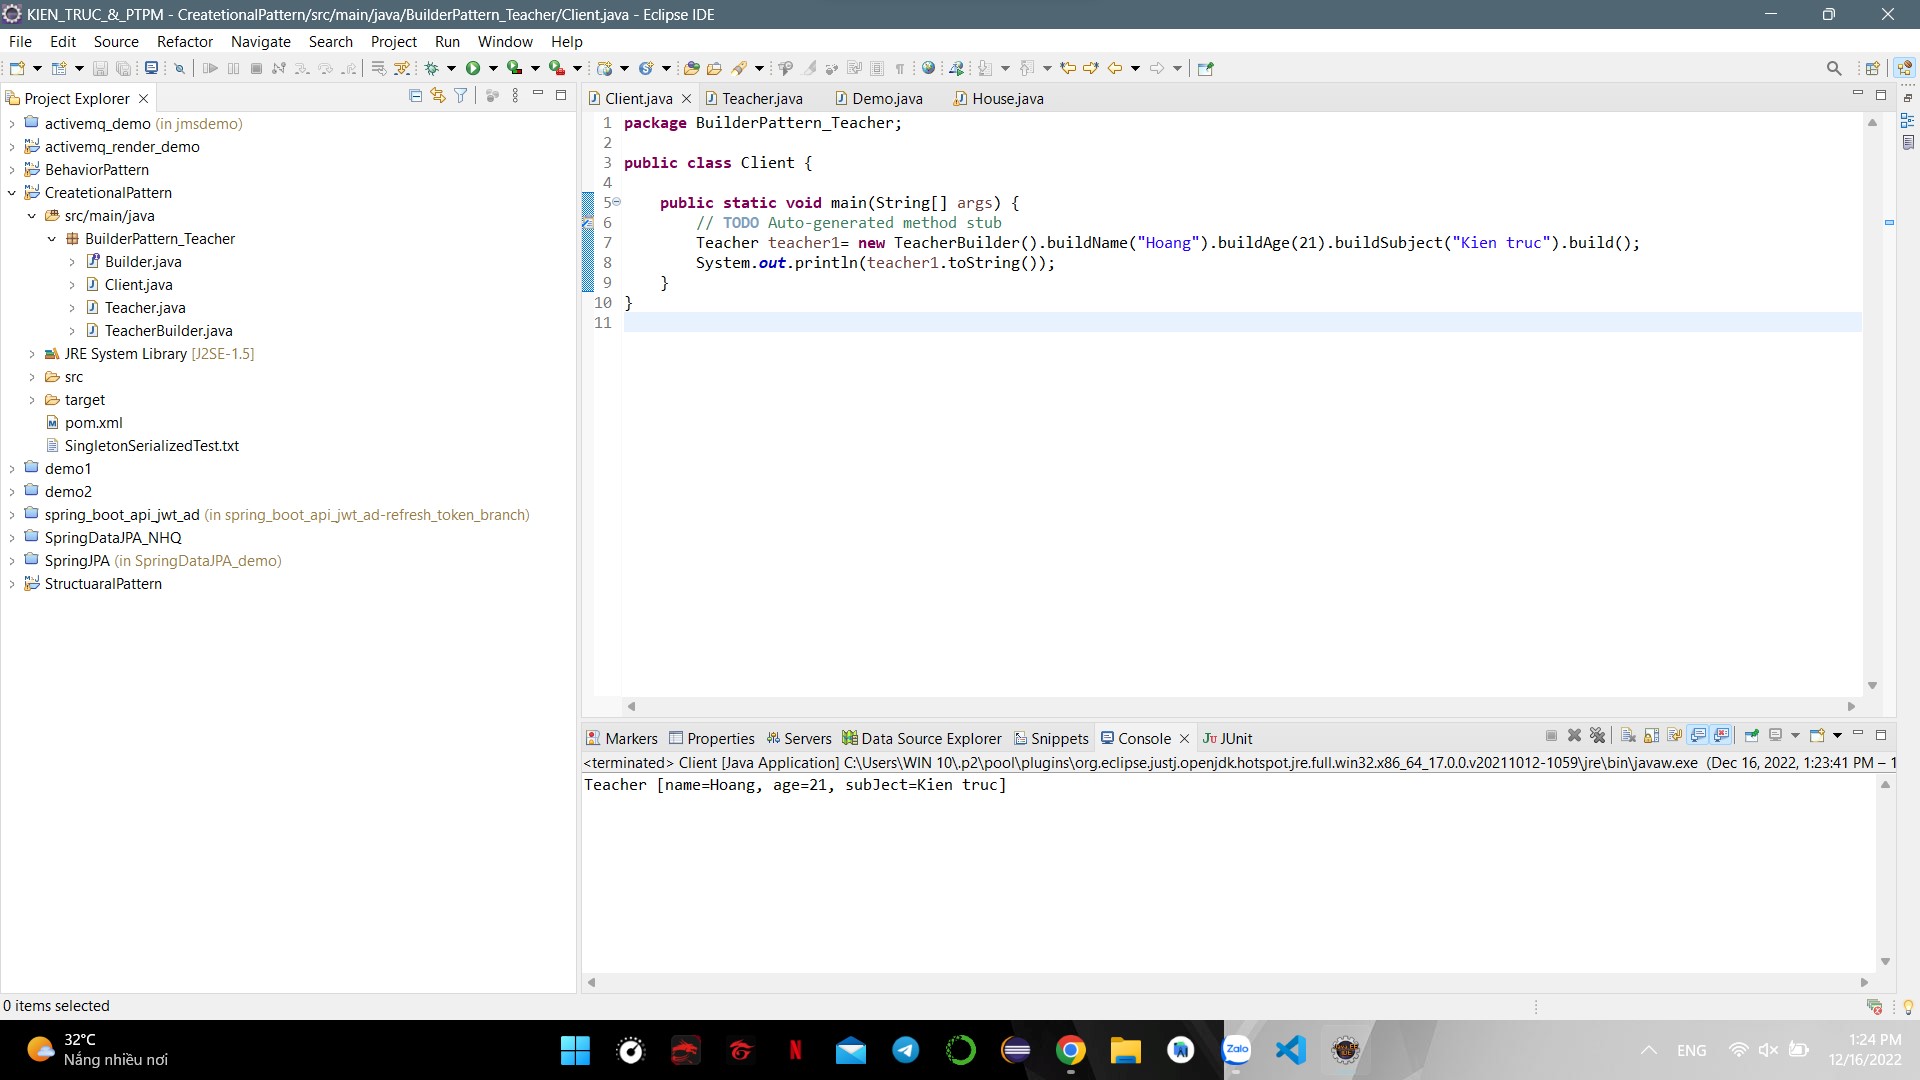 KIEN_TRUC_&_PTPM - CreatetionalPattern/src/main/java/BuilderPattern_Teacher/Client.java - Eclipse IDE
File Edit Source Refactor Navigate Search Project Run Window Help
Project Explorer
activemq_demo (in jmsdemo)
activemq_render_demo
BehaviorPattern
CreatetionalPattern
src/main/java
BuilderPattern_Teacher
Builder.java
Client.java
Teacher.java
TeacherBuilder.java
JRE System Library [J2SE-1.5]
src
target
pom.xml
SingletonSerializedTest.txt
demo1
demo2
spring_boot_api_jwt_ad (in spring_boot_api_jwt_ad-refresh_token_branch)
SpringDataJPA_NHQ
SpringJPA (in SpringDataJPA_demo)
StructuaralPattern
Client.java Teacher.java Demo.java House.java
1 package BuilderPattern_Teacher;
2
3 public class Client {
4
5 public static void main(String[] args) {
6 // TODO Auto-generated method stub
7 Teacher teacher1= new TeacherBuilder().buildName("Hoang").buildAge(21).buildSubject("Kien truc").build();
8 System.out.println(teacher1.toString());
9 }
10 }
11
Markers Properties Servers Data Source Explorer Snippets Console Ju JUnit
<terminated> Client [Java Application] C:\Users\WIN 10\.p2\pool\plugins\org.eclipse.justj.openjdk.hotspot.jre.full.win32.x86_64_17.0.0.v20211012-1059\jre\bin\javaw.exe (Dec 16, 2022, 1:23:41 PM – 1
Teacher [name=Hoang, age=21, subJect=Kien truc]
0 items selected
32°C
Nắng nhiều nơi
Zalo
ENG
1:24 PM
12/16/2022